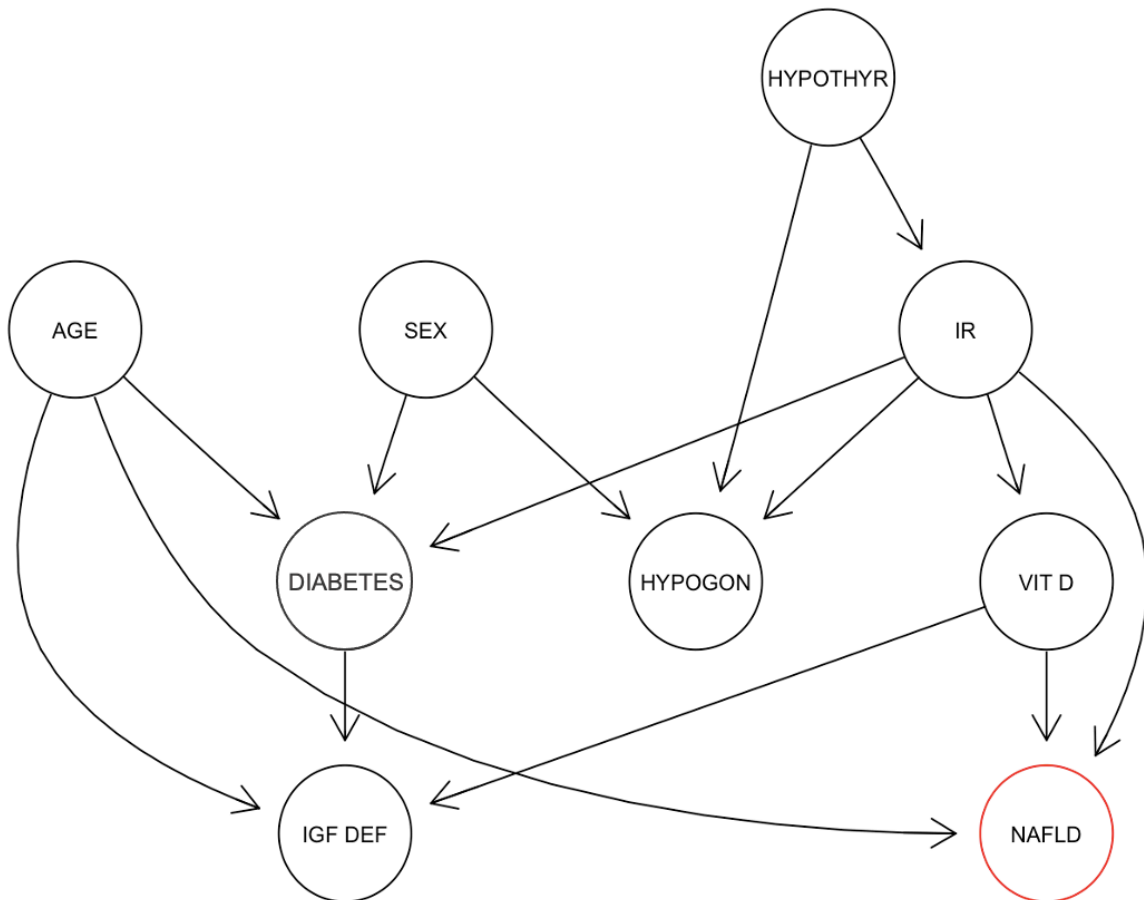 HYPOTHYR
AGE
SEX
IR
DIABETES
HYPOGON
VIT D
IGF DEF
NAFLD